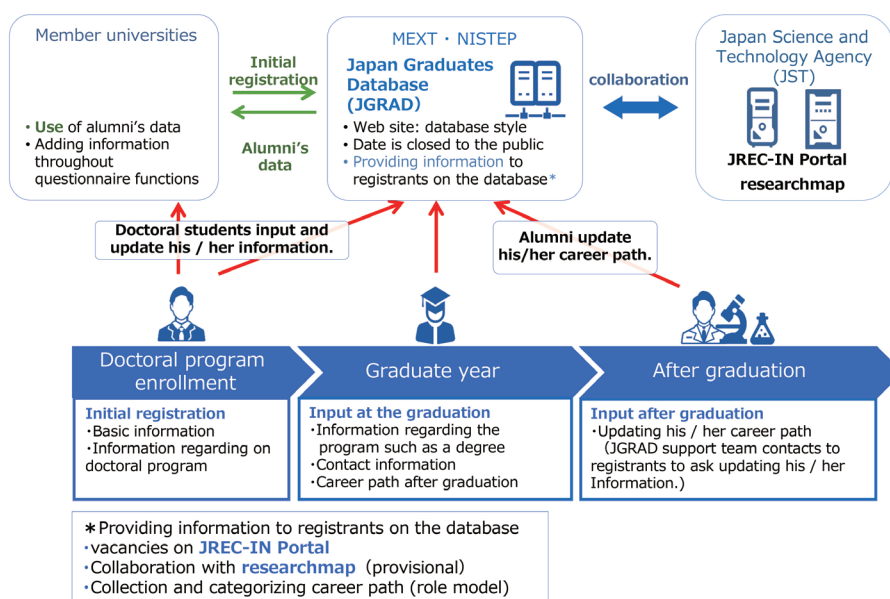 Member universities
• Use of alumni's data
• Adding information
throughout
questionnaire functions
Initial
registration
Alumni's
data
MEXT・NISTEP
Japan Graduates
Database
(JGRAD)
• Web site: database style
• Date is closed to the public
• Providing information to
registrants on the database*
collaboration
Japan Science and
Technology Agency
(JST)
JREC-IN Portal
researchmap
Doctoral students input and
update his / her information.
Alumni update
his/her career path.
Doctoral program
enrollment
Graduate year
After graduation
Initial registration
・Basic information
・Information regarding on
doctoral program
Input at the graduation
・Information regarding the
program such as a degree
・Contact information
・Career path after graduation
Input after graduation
・Updating his / her career path
(JGRAD support team contacts to
registrants to ask updating his / her
Information.)
*Providing information to registrants on the database
・vacancies on JREC-IN Portal
・Collaboration with researchmap (provisional)
・Collection and categorizing career path (role model)